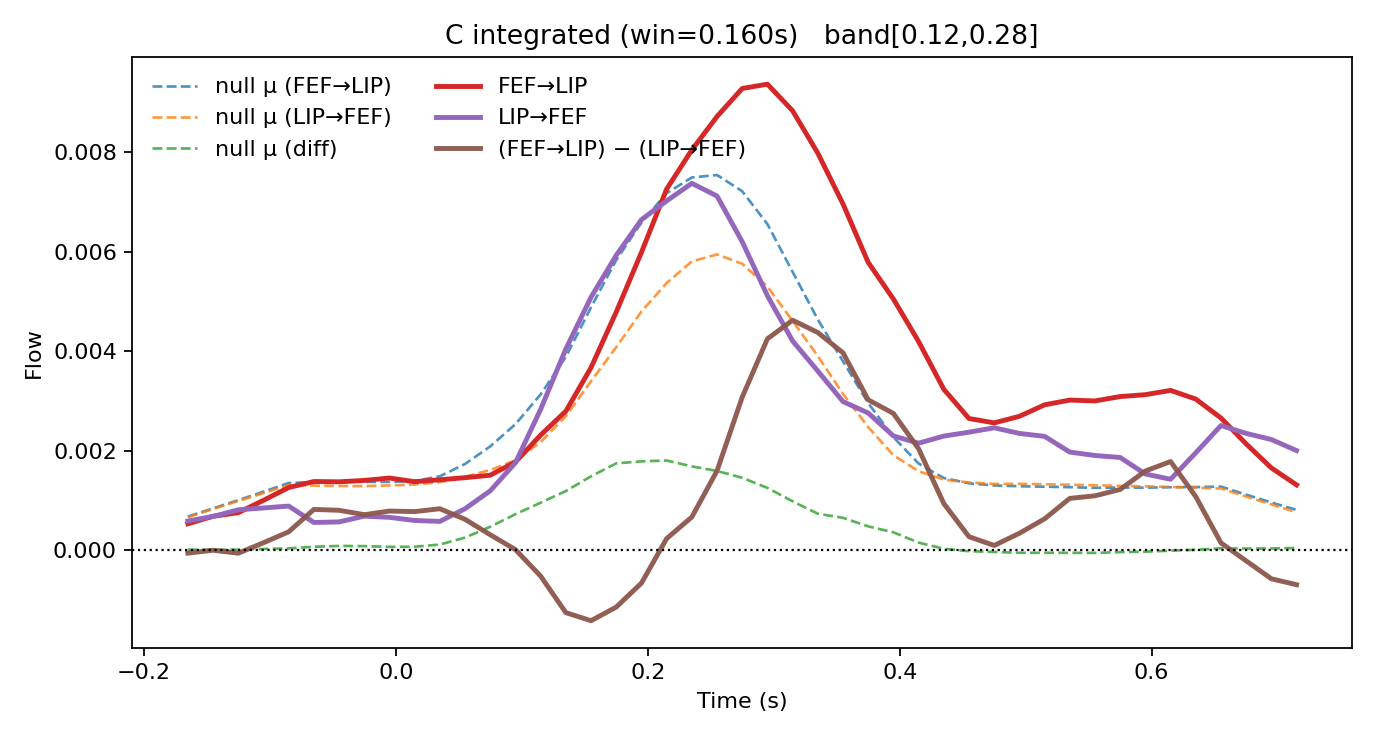 C integrated (win=0.160s)   band[0.12,0.28]
null μ (FEF→LIP)
null μ (LIP→FEF)
null μ (diff)
FEF→LIP
LIP→FEF
(FEF→LIP) − (LIP→FEF)
Flow
0.008
0.006
0.004
0.002
0.000
−0.2
0.0
0.2
0.4
0.6
Time (s)